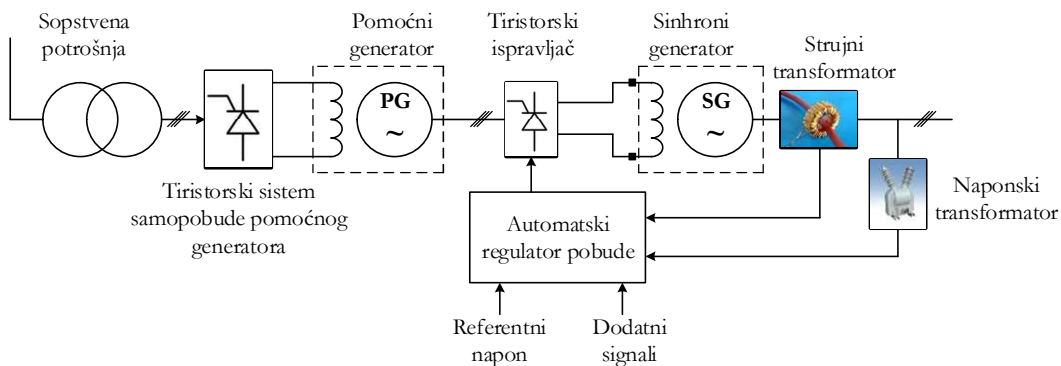 Sopstvena
potrošnja
Pomoćni
generator
Tiristorski
ispravljač
Sinhroni
generator
Strujni
transformator
PG
~
SG
~
Tiristorski sistem
samopobude pomoćnog
generatora
Automatski
regulator pobude
Naponski
transformator
Referentni
napon
Dodatni
signali